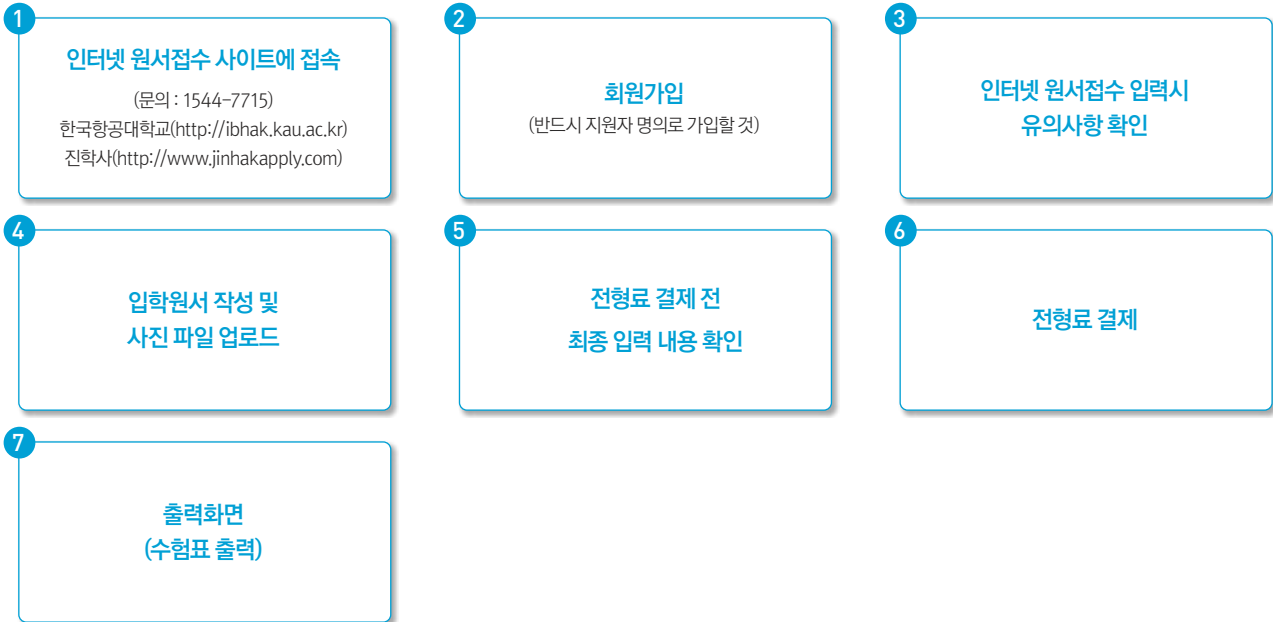 1
인터넷 원서접수 사이트에 접속
(문의 : 1544-7715)
한국항공대학교(http://ibhak.kau.ac.kr)
진학사(http://www.jinhakapply.com)
2
회원가입
(반드시 지원자 명의로 가입할 것)
3
인터넷 원서접수 입력시
유의사항 확인
4
입학원서 작성 및
사진 파일 업로드
5
전형료 결제 전
최종 입력 내용 확인
6
전형료 결제
7
출력화면
(수험표 출력)